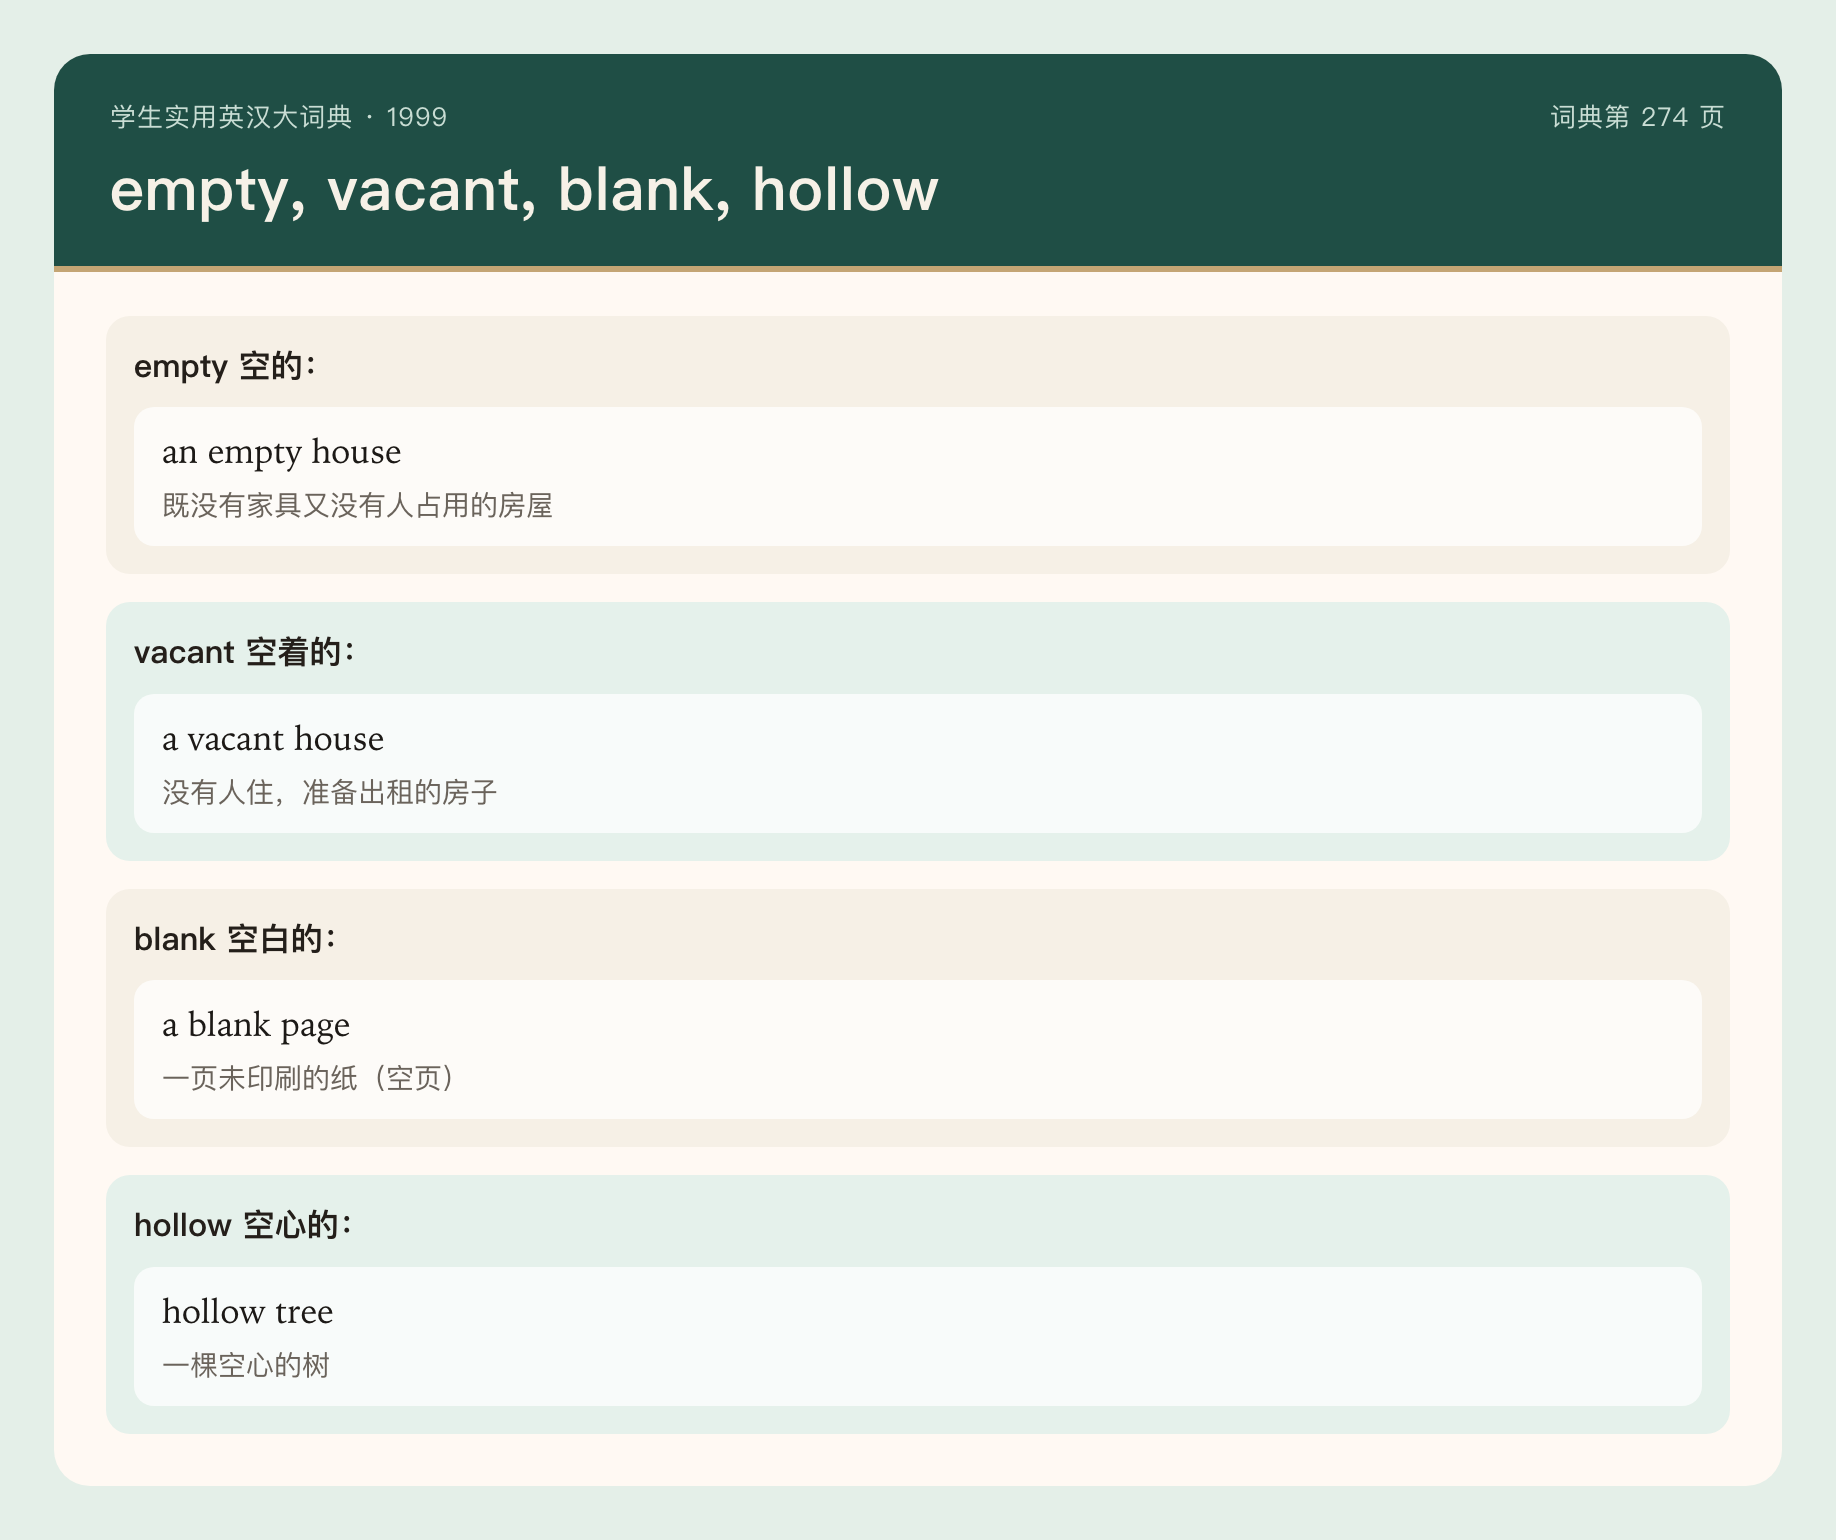 学生实用英汉大词典 · 1999
词典第 274 页
empty, vacant, blank, hollow
empty 空的：
an empty house
既没有家具又没有人占用的房屋
vacant 空着的：
a vacant house
没有人住，准备出租的房子
blank 空白的：
a blank page
一页未印刷的纸（空页）
hollow 空心的：
hollow tree
一棵空心的树